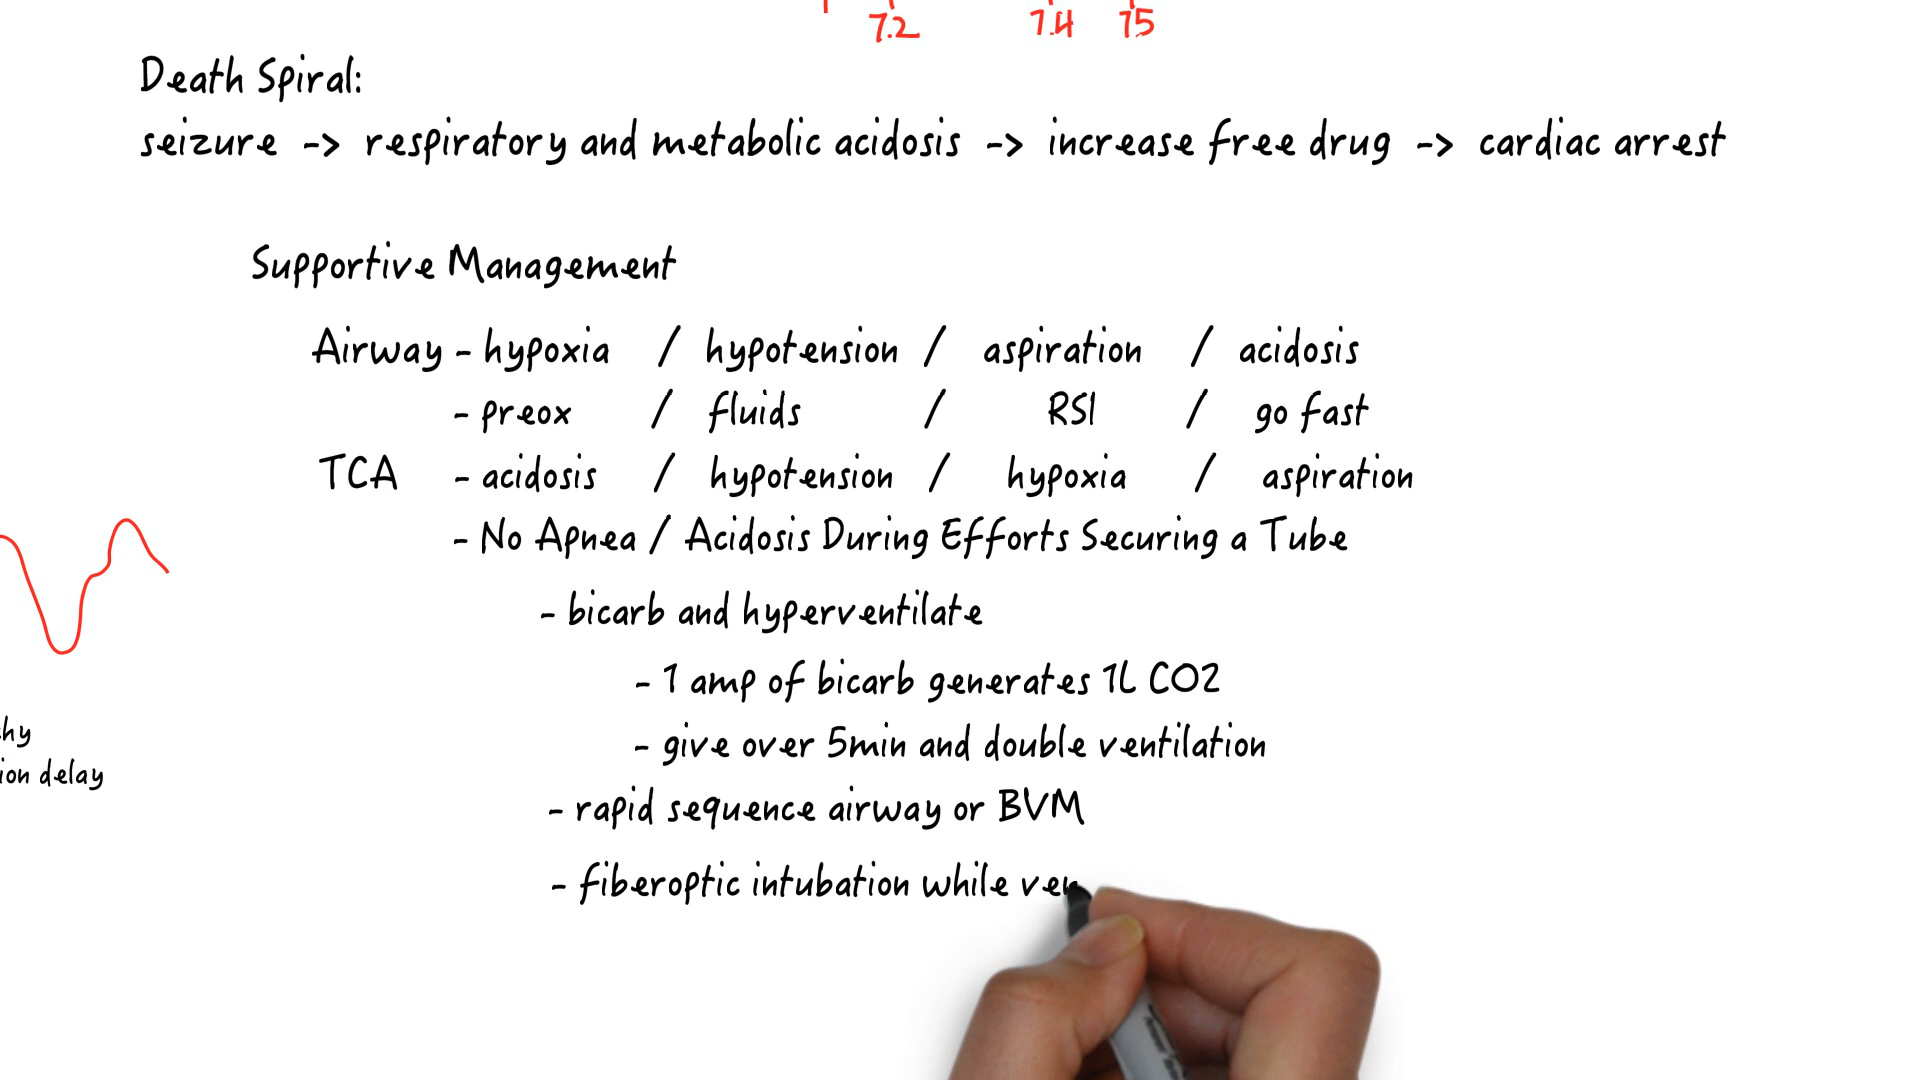 7.2 7.4 75
Death Spiral:
seizure -> respiratory and metabolic acidosis -> increase free drug -> cardiac arrest
Supportive Management
Airway - hypoxia / hypotension / aspiration / acidosis
- preox / fluids / RSI / go fast
TCA - acidosis / hypotension / hypoxia / aspiration
- No Apnea / Acidosis During Efforts Securing a Tube
- bicarb and hyperventilate
- 1 amp of bicarb generates 1L CO2
- give over 5min and double ventilation
hy
ion delay
- rapid sequence airway or BVM
- fiberoptic intubation while ven